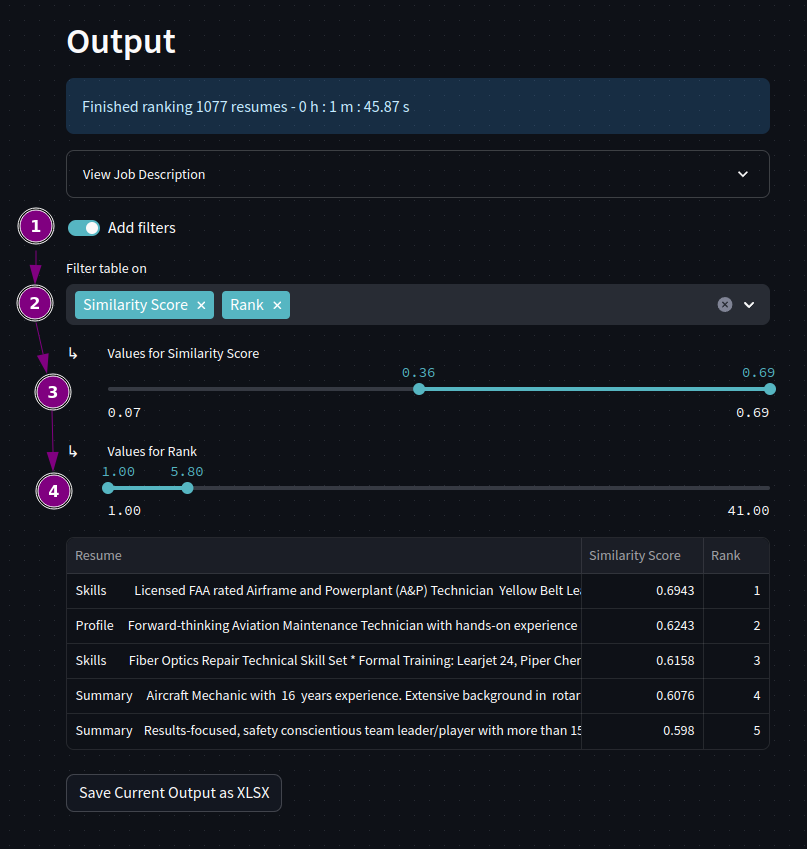 Output
Finished ranking 1077 resumes - 0 h : 1 m : 45.87 s
View Job Description
1 Add filters
Filter table on
2 Similarity Score × Rank ×
↳ Values for Similarity Score
0.36 0.69
3
0.07 0.69
↳ Values for Rank
1.00 5.80
4
1.00 41.00
Resume Similarity Score Rank
Skills Licensed FAA rated Airframe and Powerplant (A&P) Technician Yellow Belt 0.6943 1
Profile Forward-thinking Aviation Maintenance Technician with hands-on experience 0.6243 2
Skills Fiber Optics Repair Technical Skill Set * Formal Training: Learjet 24, Piper 0.6158 3
Summary Aircraft Mechanic with 16 years experience. Extensive background in rotar 0.6076 4
Summary Results-focused, safety conscientious team leader/player with more than 15 0.598 5
Save Current Output as XLSX